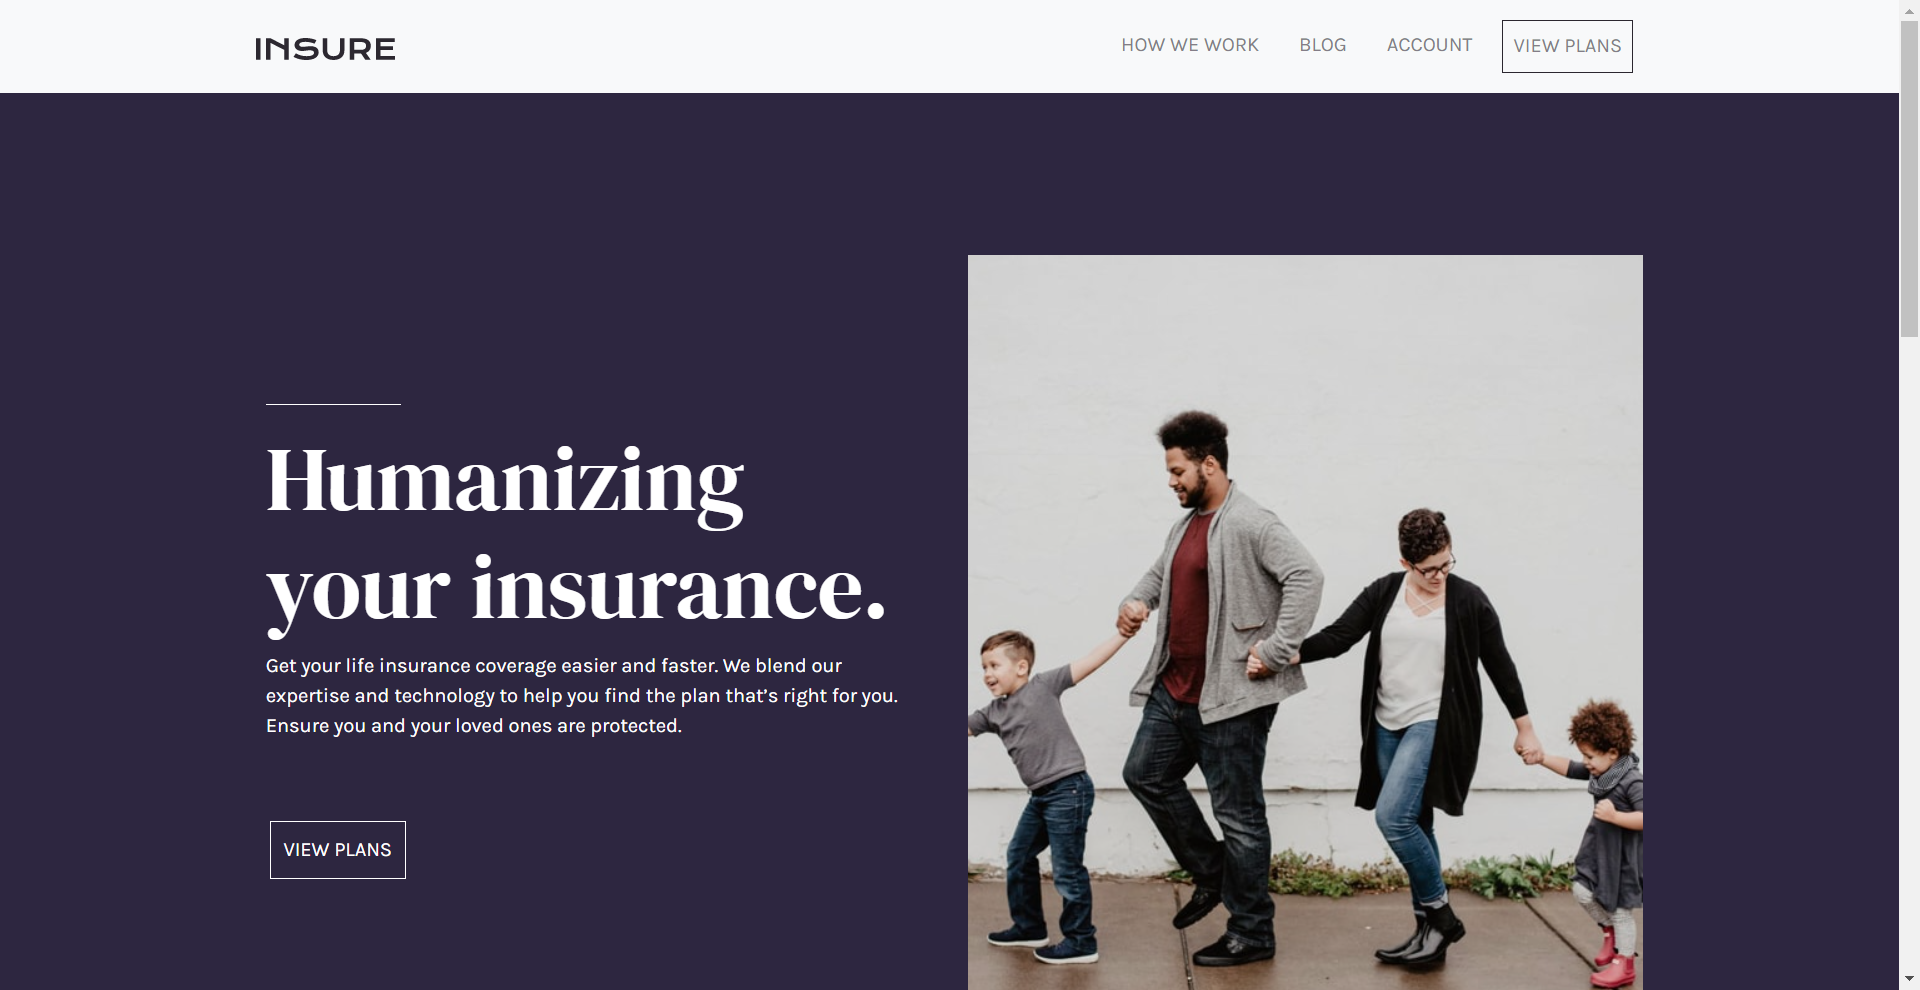 INSURE
HOW WE WORK
BLOG
ACCOUNT
VIEW PLANS
Humanizing
your insurance.
Get your life insurance coverage easier and faster. We blend our
expertise and technology to help you find the plan that’s right for you.
Ensure you and your loved ones are protected.
VIEW PLANS